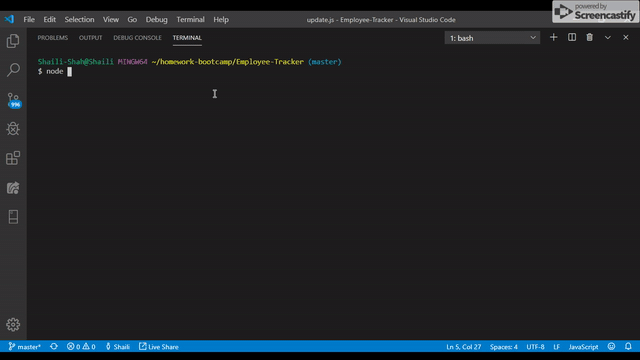 File Edit Selection View Go Debug Terminal Help update.js - Employee-Tracker - Visual Studio Code
powered by
Screencastify
PROBLEMS OUTPUT DEBUG CONSOLE TERMINAL 1: bash
Shaili-Shah@Shaili MINGW64 ~/homework-bootcamp/Employee-Tracker (master)
$ node
996
master* 0 0 Shaili Live Share Ln 5, Col 27 Spaces: 4 UTF-8 LF JavaScript